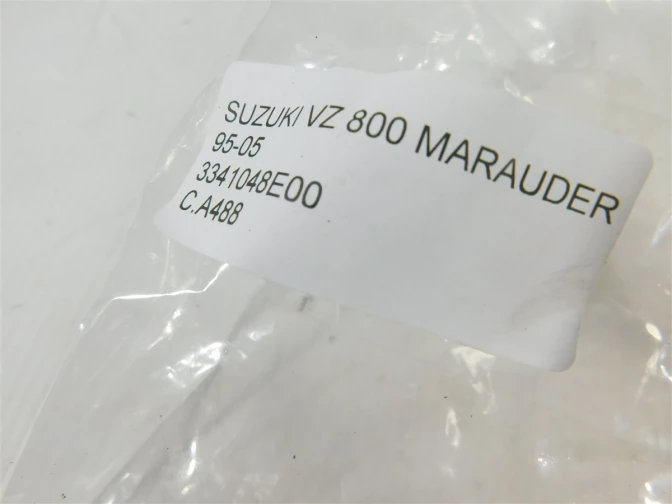 SUZUKI VZ 800 MARAUDER
95-05
3341048E00
C.A488